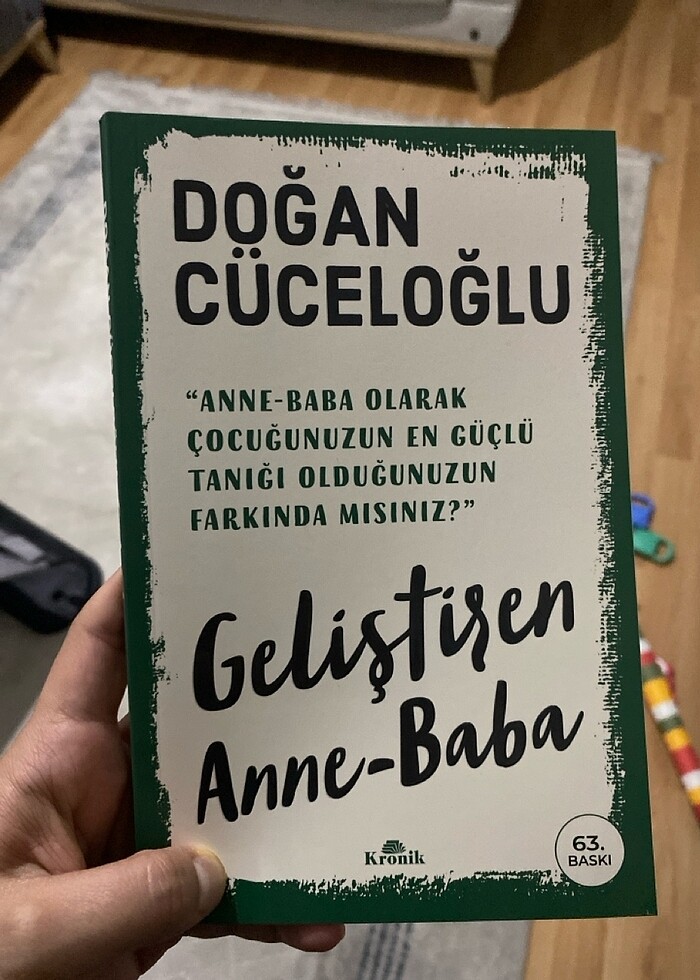 DOĞAN
CÜCELOĞLU
“ANNE-BABA OLARAK
ÇOCUĞUNUZUN EN GÜÇLÜ
TANIĞI OLDUĞUNUZUN
FARKINDA MISINIZ?”
Geliştiren
Anne-Baba
Kronik
63.
BASKI